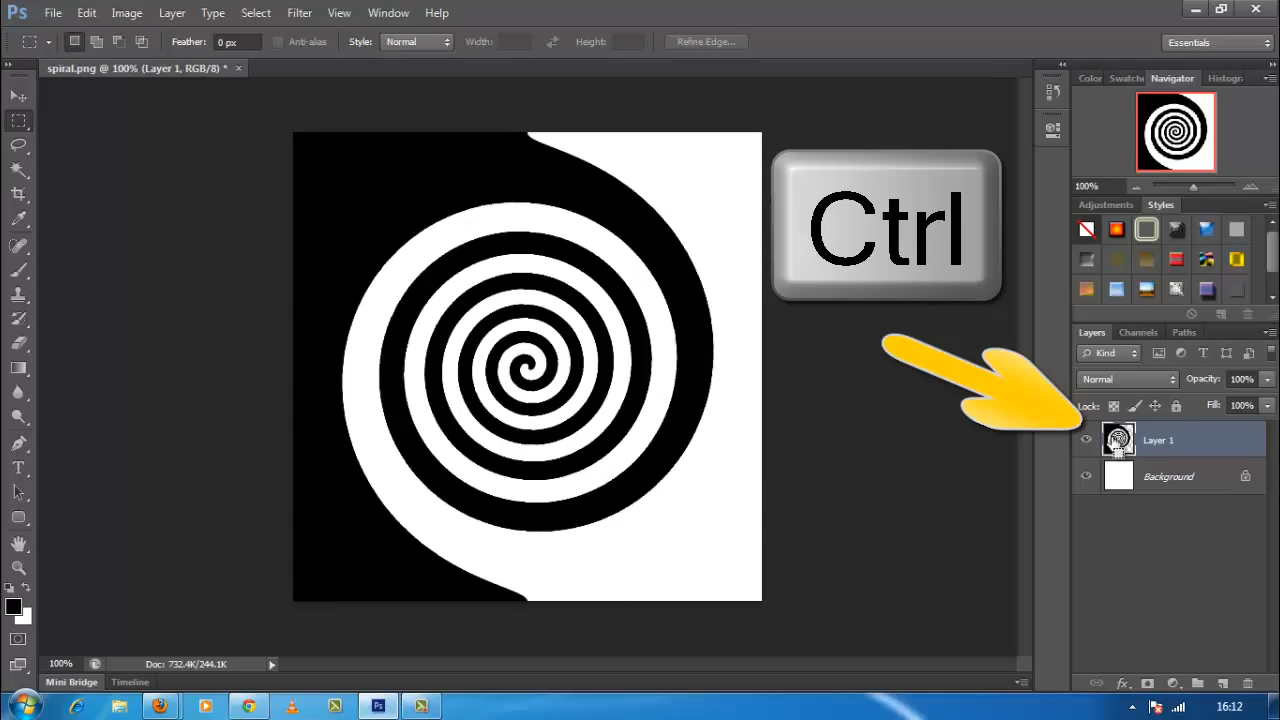 Ps File Edit Image Layer Type Select Filter View Window Help
Feather: 0 px Anti-alias Style: Normal Width: Height: Refine Edge... Essentials
spiral.png @ 100% (Layer 1, RGB/8) * ×
Color Swatche Navigator Histogra
100%
Adjustments Styles
Ctrl
Layers Channels Paths
Kind
Normal Opacity: 100%
Lock: Fill: 100%
Layer 1
Background
100% Doc: 732.4K/244.1K
Mini Bridge Timeline
Ps 16:12